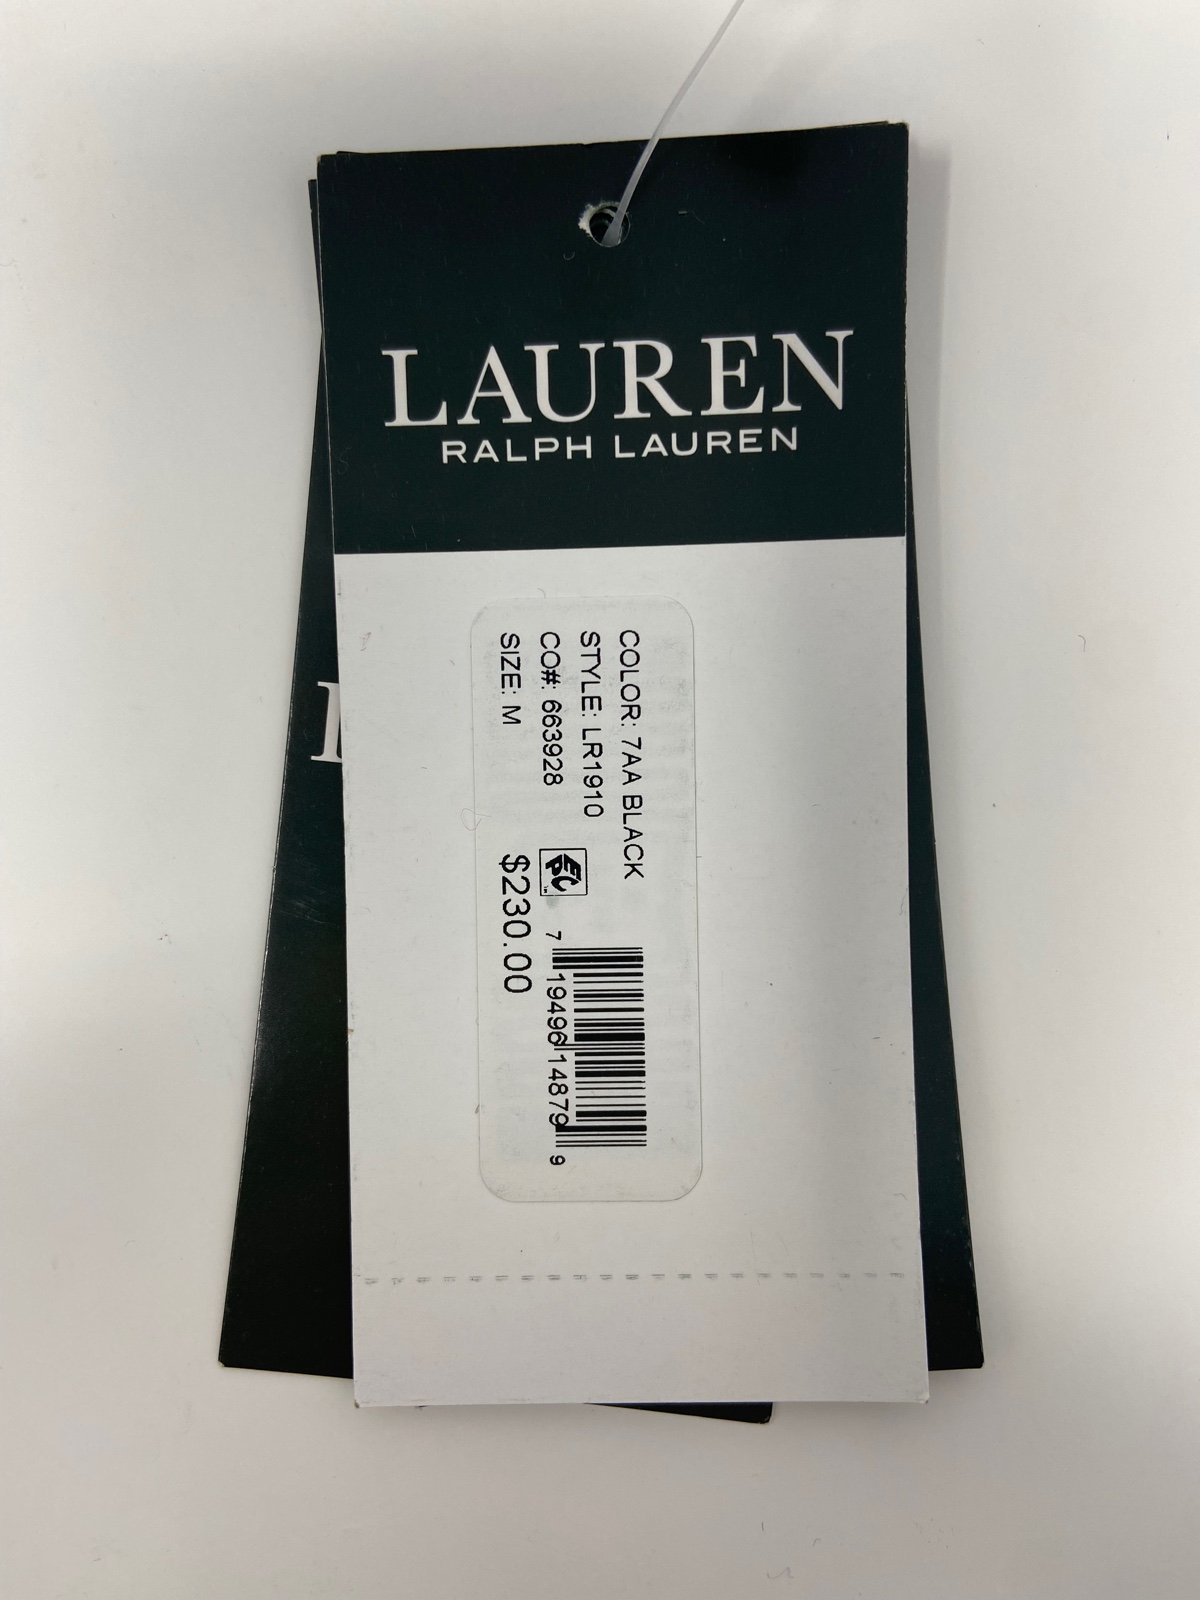 LAUREN
RALPH LAUREN
COLOR: 7AA BLACK
STYLE: LR1910
CO#: 663928
SIZE: M
$230.00
7 19496 14879 9